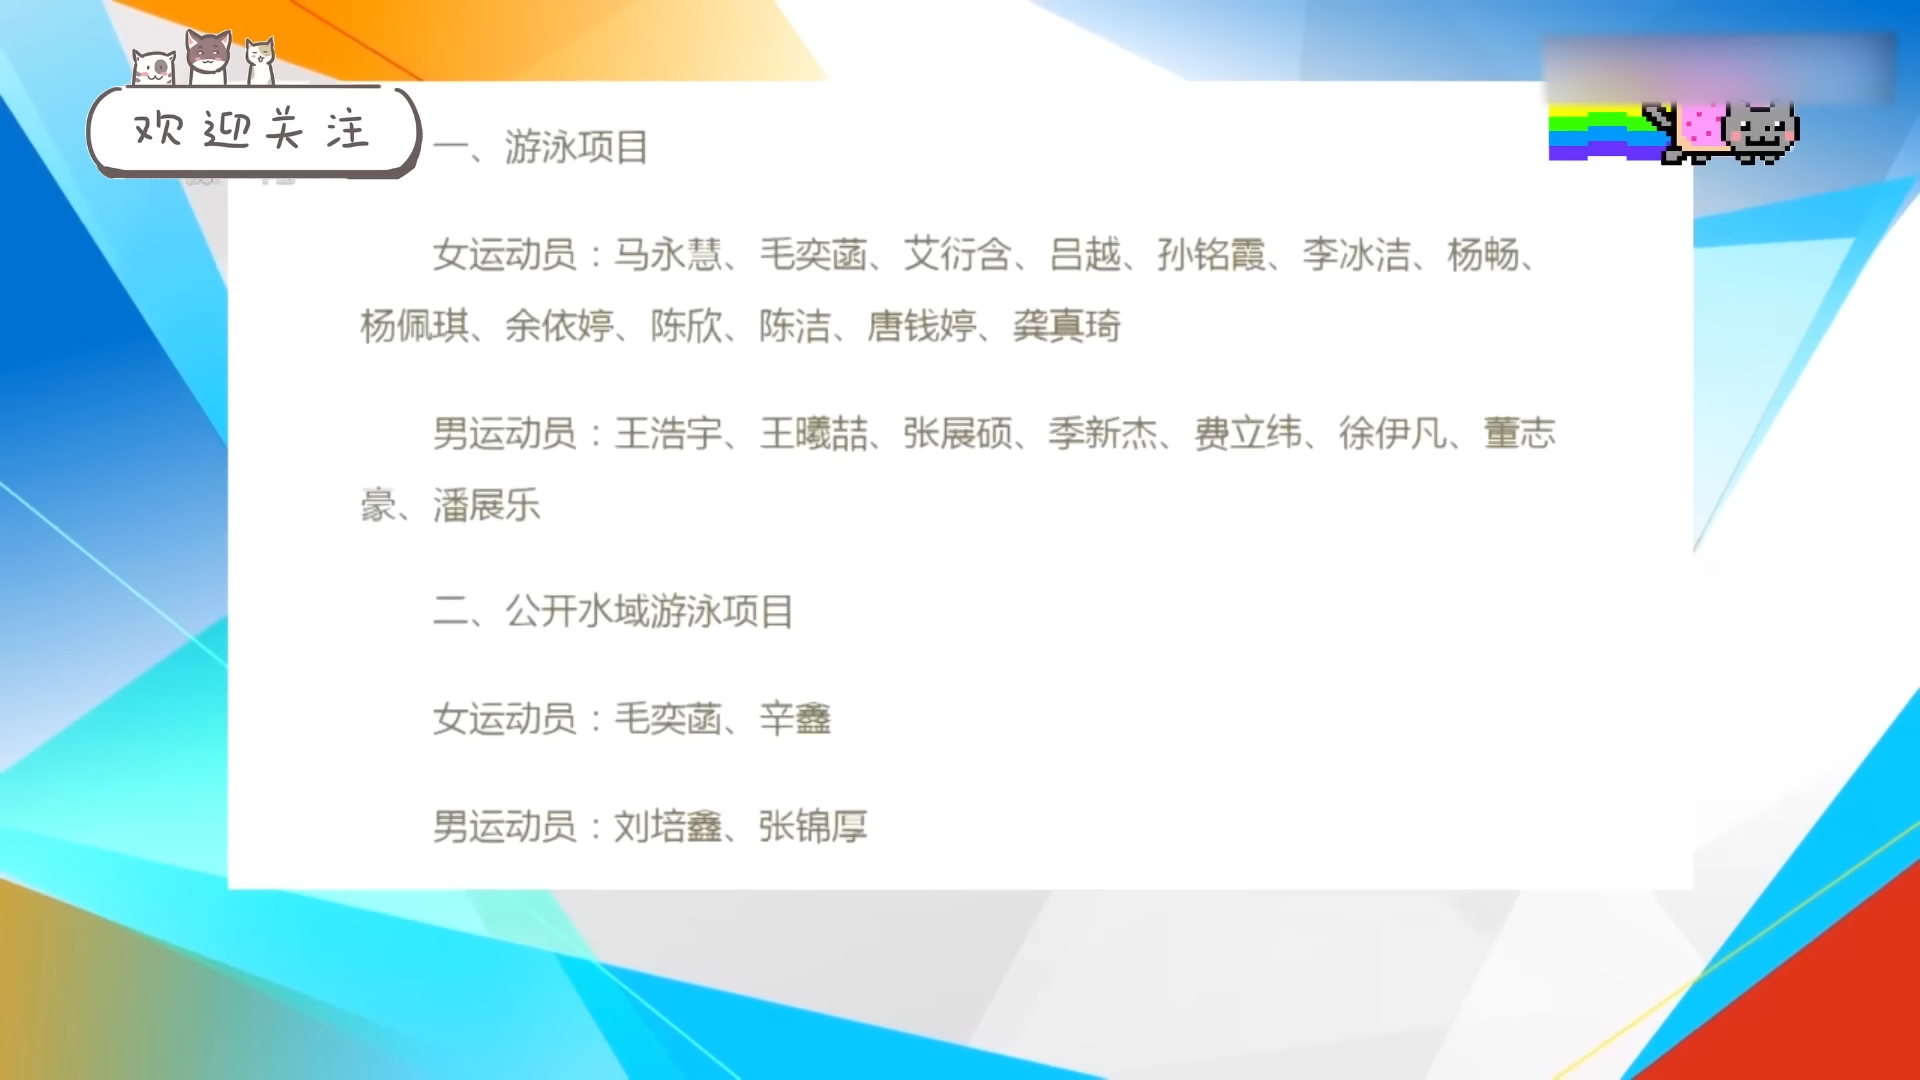 欢迎关注
一、游泳项目
女运动员：马永慧、毛奕菡、艾衍含、吕越、孙铭霞、李冰洁、杨畅、
杨佩琪、余依婷、陈欣、陈洁、唐钱婷、龚真琦
男运动员：王浩宇、王曦喆、张展硕、季新杰、费立纬、徐伊凡、董志
豪、潘展乐
二、公开水域游泳项目
女运动员：毛奕菡、辛鑫
男运动员：刘培鑫、张锦厚